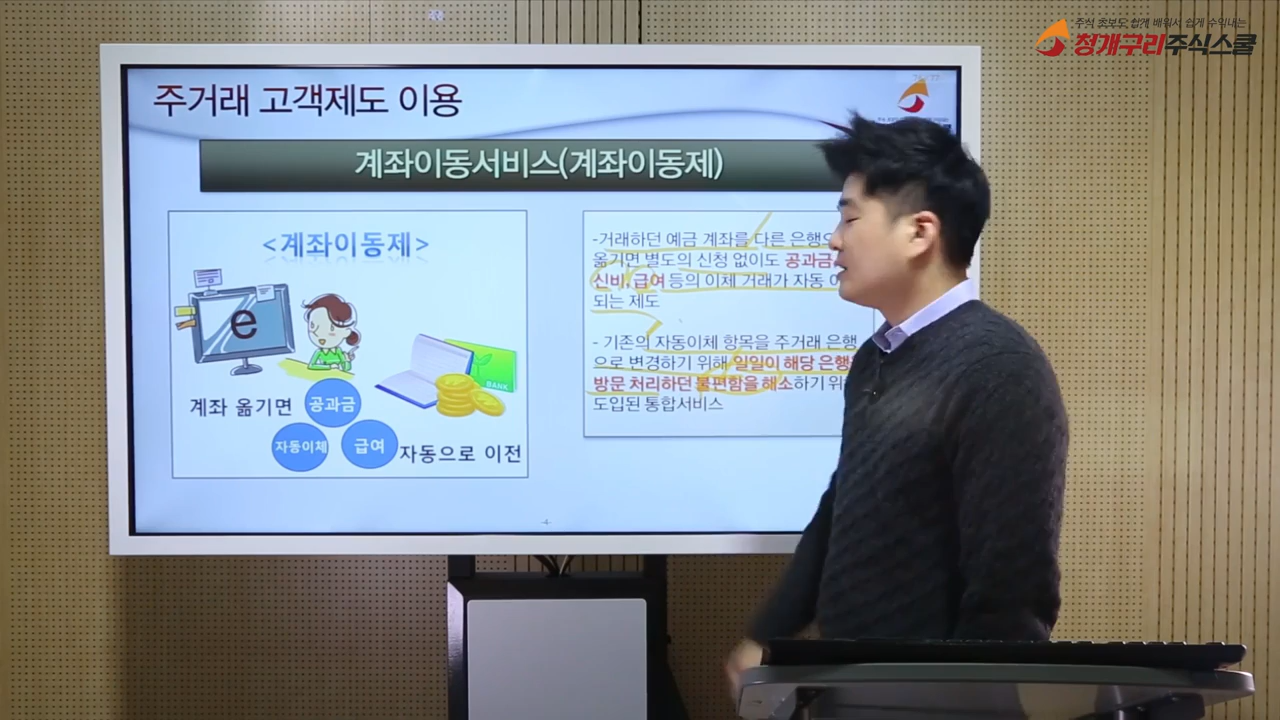 주식 초보도 쉽게 배워서 쉽게 수익내는
청개구리주식스쿨
주거래 고객제도 이용
계좌이동서비스(계좌이동제)
<계좌이동제>
e
BANK
계좌 옮기면
공과금
자동이체
급여
자동으로 이전
-거래하던 예금 계좌를 다른 은행으
옮기면 별도의 신청 없이도 공과금
신비, 급여 등의 이제 거래가 자동
되는 제도
- 기존의 자동이체 항목을 주거래 은행
으로 변경하기 위해 일일이 해당 은행
방문 처리하던 불편함을 해소하기 위
도입된 통합서비스
-4-